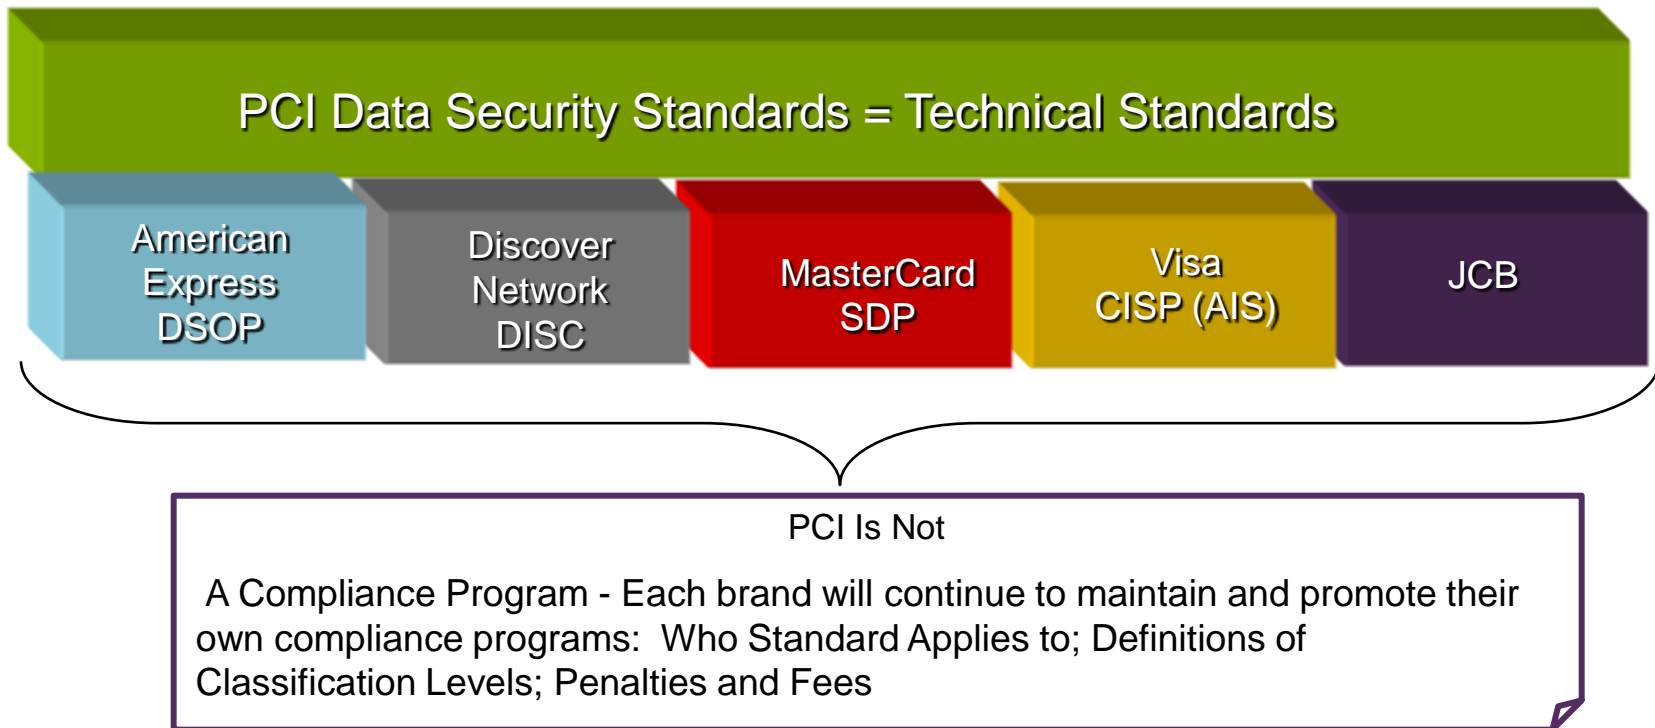 PCI Data Security Standards = Technical Standards
American
Express
DSOP
Discover
Network
DISC
MasterCard
SDP
Visa
CISP (AIS)
JCB
PCI Is Not
A Compliance Program - Each brand will continue to maintain and promote their
own compliance programs:  Who Standard Applies to; Definitions of
Classification Levels; Penalties and Fees